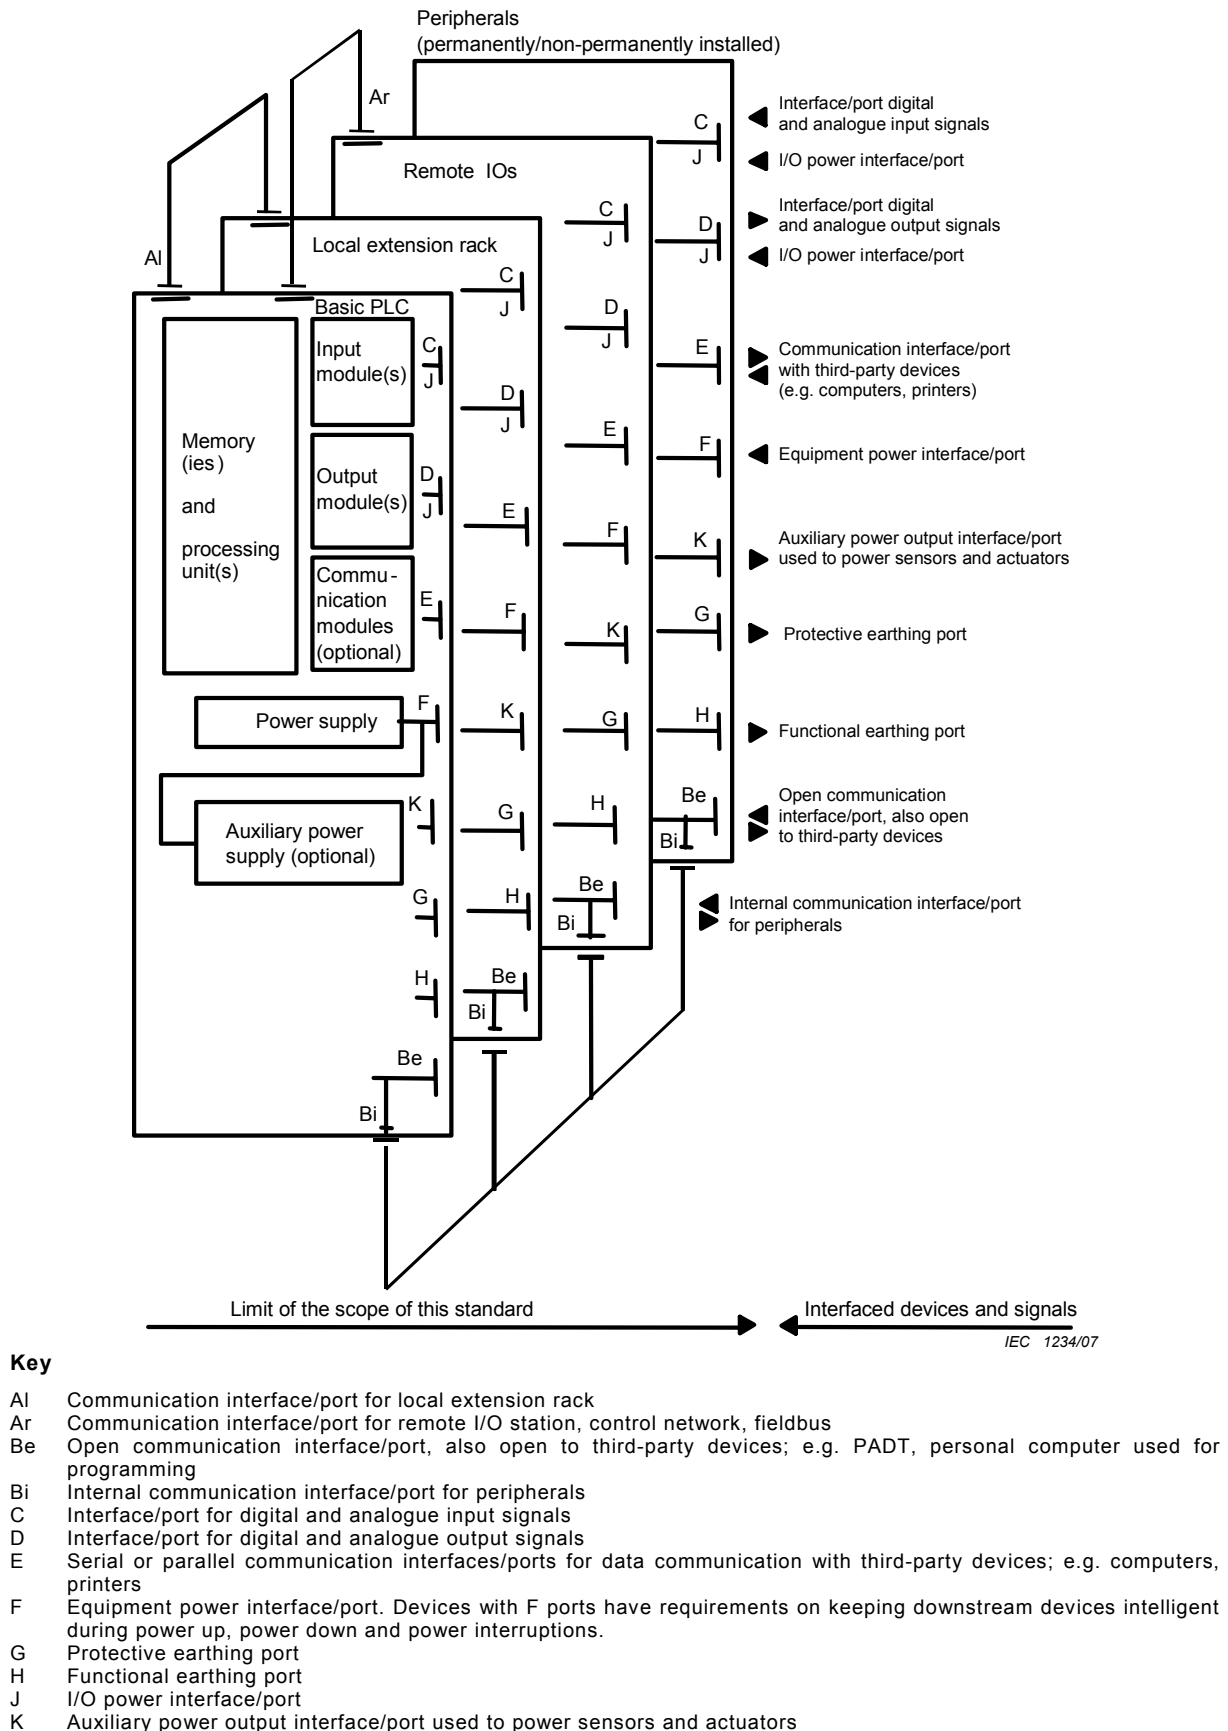 Peripherals
(permanently/non-permanently installed)
Ar
Interface/port digital
and analogue input signals
C
J
I/O power interface/port
Remote IOs
Interface/port digital
and analogue output signals
C
J
D
J
I/O power interface/port
Al
Local extension rack
C
J
D
J
Basic PLC
Input
module(s)
C
J
E
Communication interface/port
with third-party devices
(e.g. computers, printers)
D
J
E
F
Equipment power interface/port
Memory
(ies)
and
processing
unit(s)
Output
module(s)
D
J
E
F
K
Auxiliary power output interface/port
used to power sensors and actuators
Commu-
nication
modules
(optional)
E
F
K
G
Protective earthing port
Power supply
F
K
G
H
Functional earthing port
Auxiliary power
supply (optional)
K
G
H
Be
Bi
Open communication
interface/port, also open
to third-party devices
G
H
Be
Bi
Internal communication interface/port
for peripherals
H
Be
Bi
Be
Bi
Limit of the scope of this standard
Interfaced devices and signals
IEC 1234/07
Key
Al Communication interface/port for local extension rack
Ar Communication interface/port for remote I/O station, control network, fieldbus
Be Open communication interface/port, also open to third-party devices; e.g. PADT, personal computer used for
programming
Bi Internal communication interface/port for peripherals
C Interface/port for digital and analogue input signals
D Interface/port for digital and analogue output signals
E Serial or parallel communication interfaces/ports for data communication with third-party devices; e.g. computers,
printers
F Equipment power interface/port. Devices with F ports have requirements on keeping downstream devices intelligent
during power up, power down and power interruptions.
G Protective earthing port
H Functional earthing port
J I/O power interface/port
K Auxiliary power output interface/port used to power sensors and actuators